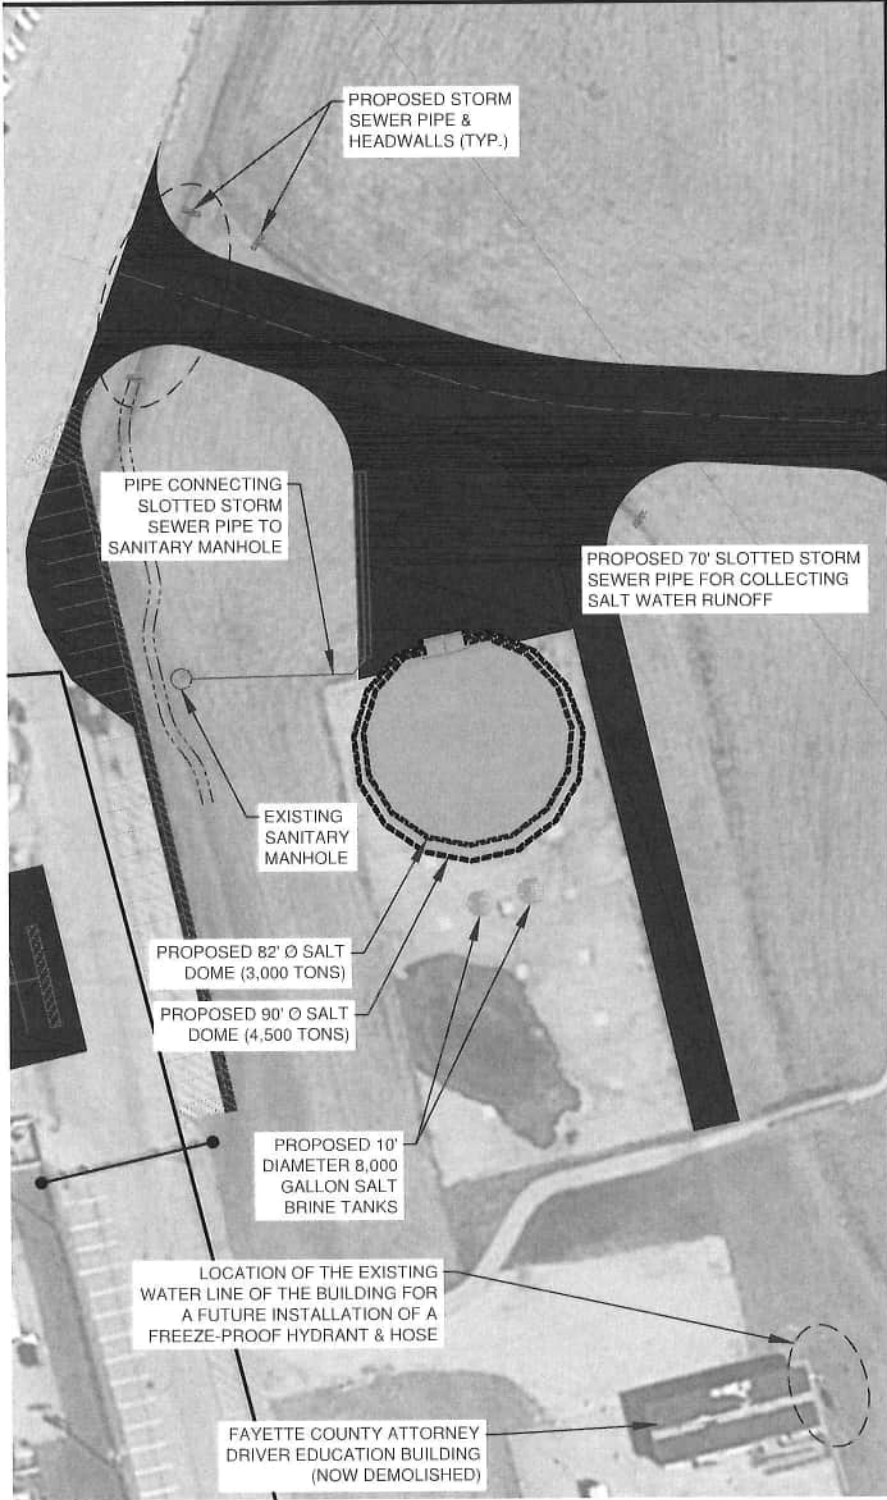 PROPOSED STORM
SEWER PIPE &
HEADWALLS (TYP.)
PIPE CONNECTING
SLOTTED STORM
SEWER PIPE TO
SANITARY MANHOLE
PROPOSED 70' SLOTTED STORM
SEWER PIPE FOR COLLECTING
SALT WATER RUNOFF
EXISTING
SANITARY
MANHOLE
PROPOSED 82' Ø SALT
DOME (3,000 TONS)
PROPOSED 90' Ø SALT
DOME (4,500 TONS)
PROPOSED 10'
DIAMETER 8,000
GALLON SALT
BRINE TANKS
LOCATION OF THE EXISTING
WATER LINE OF THE BUILDING FOR
A FUTURE INSTALLATION OF A
FREEZE-PROOF HYDRANT & HOSE
FAYETTE COUNTY ATTORNEY
DRIVER EDUCATION BUILDING
(NOW DEMOLISHED)